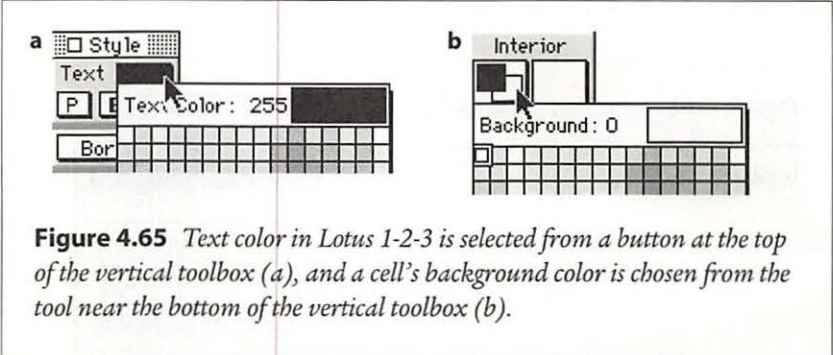 a
Style
Text
P
Text Color: 255
Bor
b
Interior
Background: 0
Figure 4.65 Text color in Lotus 1-2-3 is selected from a button at the top
of the vertical toolbox (a), and a cell's background color is chosen from the
tool near the bottom of the vertical toolbox (b).